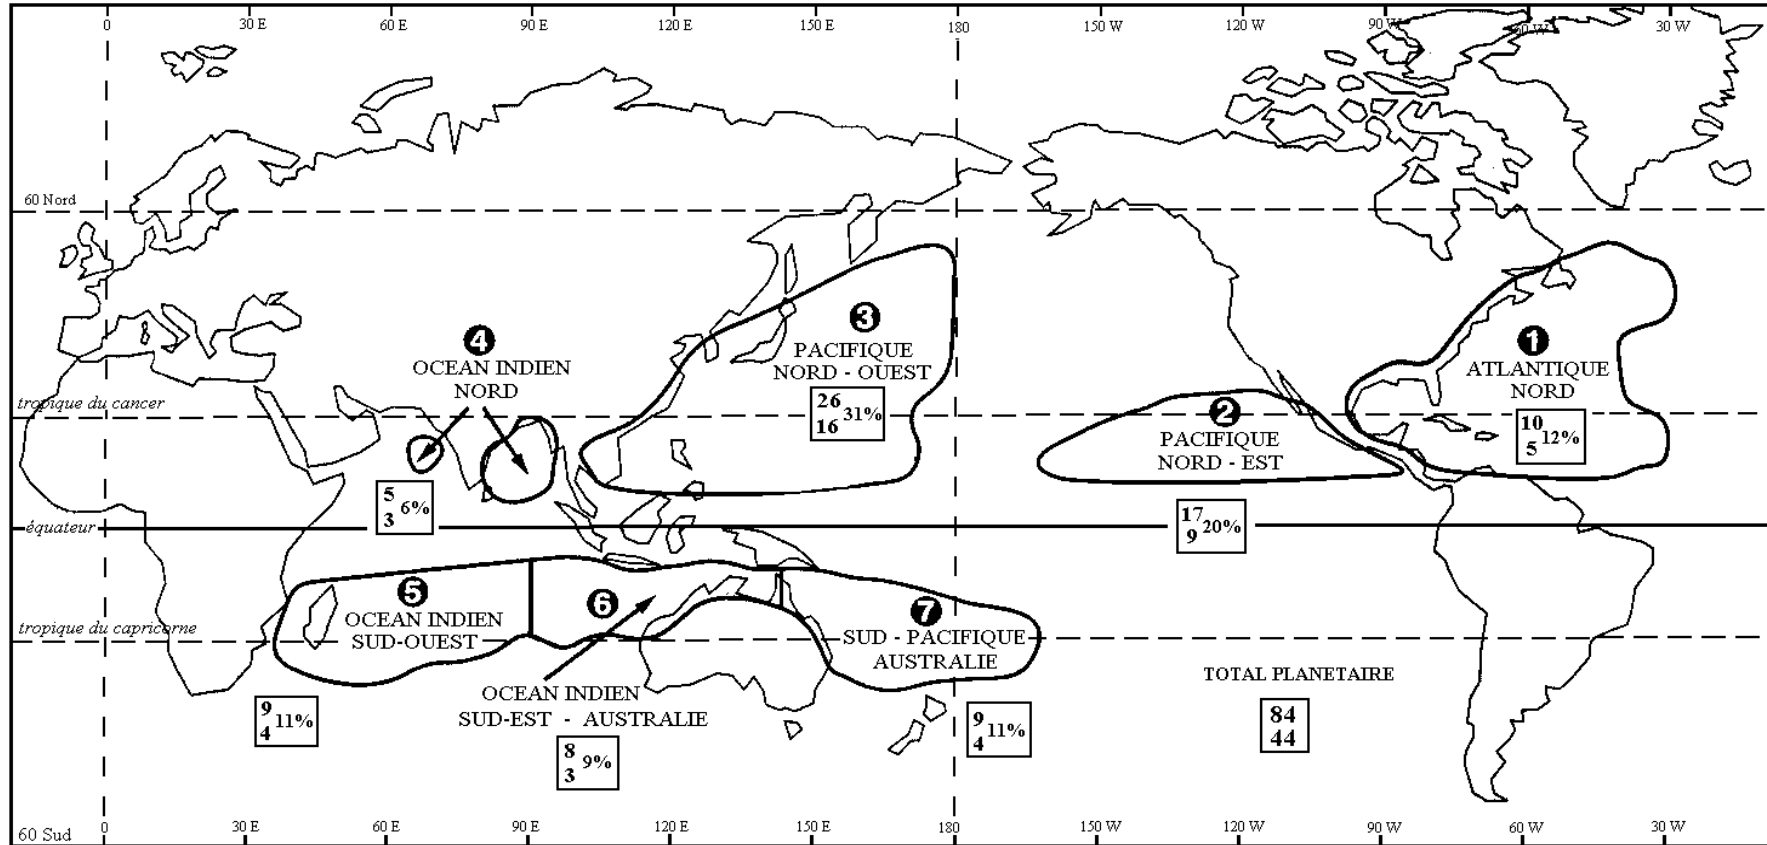 0 30 E 60 E 90 E 120 E 150 E 180 150 W 120 W 90 W 60 W 30 W
60 Nord
4
OCEAN INDIEN
NORD
3
PACIFIQUE
NORD - OUEST
26
16
31%
1
ATLANTIQUE
NORD
10
5
12%
tropique du cancer
2
PACIFIQUE
NORD - EST
5
3
6%
17
9
20%
équateur
5
OCEAN INDIEN
SUD-OUEST
6
7
SUD - PACIFIQUE
AUSTRALIE
tropique du capricorne
OCEAN INDIEN
SUD-EST - AUSTRALIE
TOTAL PLANETAIRE
9
4
11%
8
3
9%
9
4
11%
84
44
60 Sud
0 30 E 60 E 90 E 120 E 150 E 180 150 W 120 W 90 W 60 W 30 W